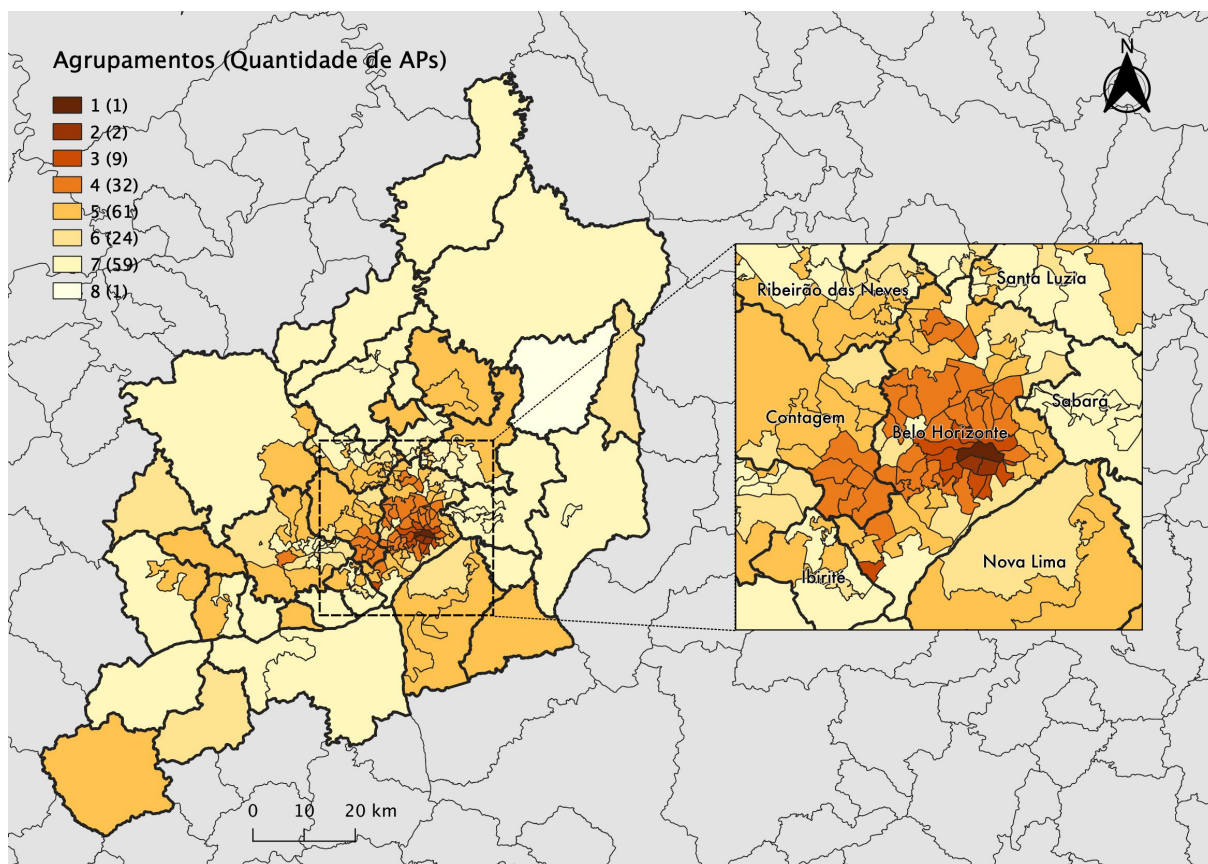 Agrupamentos (Quantidade de APs)
1 (1)
2 (2)
3 (9)
4 (32)
5 (61)
6 (24)
7 (59)
8 (1)
N
Ribeirão das Neves
Santa Luzia
Contagem
Sabará
Belo Horizonte
Ibirité
Nova Lima
0 10 20 km